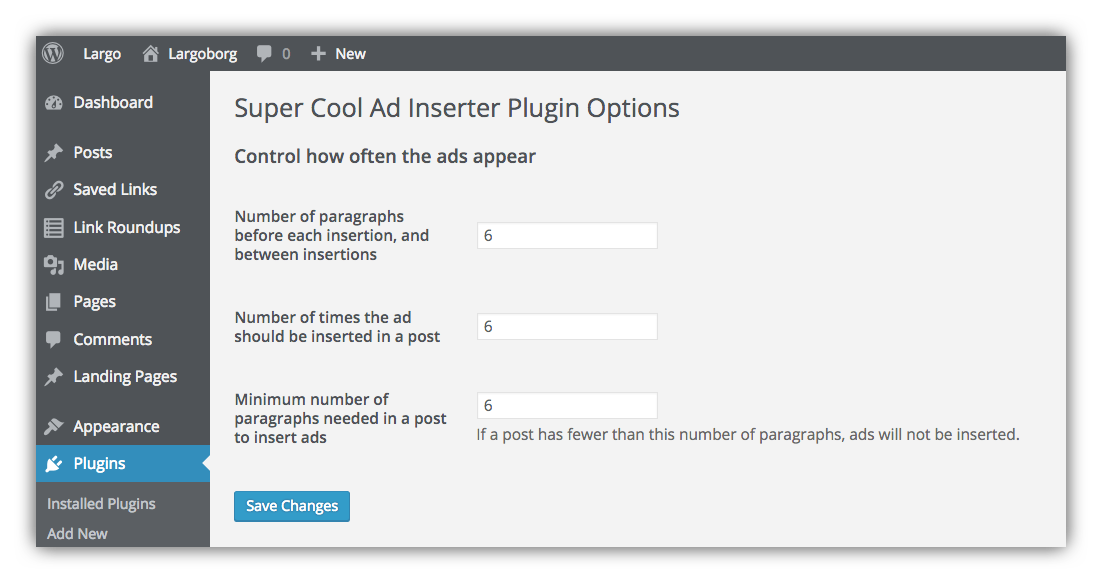 Largo Largoborg 0 New
Dashboard
Posts
Saved Links
Link Roundups
Media
Pages
Comments
Landing Pages
Appearance
Plugins
Installed Plugins
Add New
Super Cool Ad Inserter Plugin Options
Control how often the ads appear
Number of paragraphs
before each insertion, and
between insertions
6
Number of times the ad
should be inserted in a post
6
Minimum number of
paragraphs needed in a post
to insert ads
6
If a post has fewer than this number of paragraphs, ads will not be inserted.
Save Changes